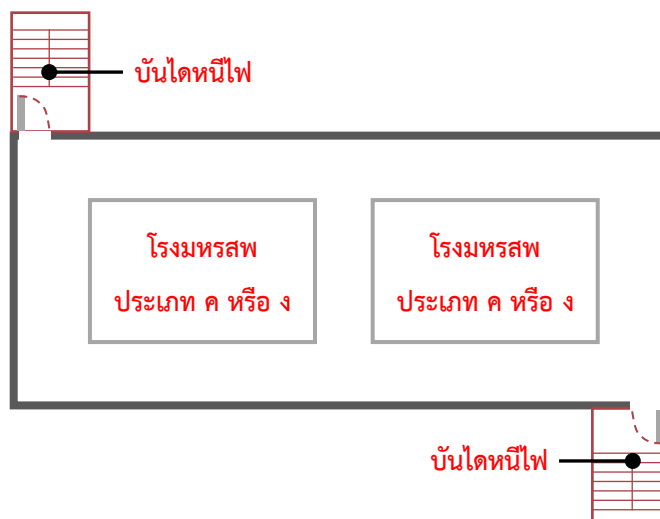 บันไดหนีไฟ
โรงมหรสพ
ประเภท ค หรือ ง
โรงมหรสพ
ประเภท ค หรือ ง
บันไดหนีไฟ